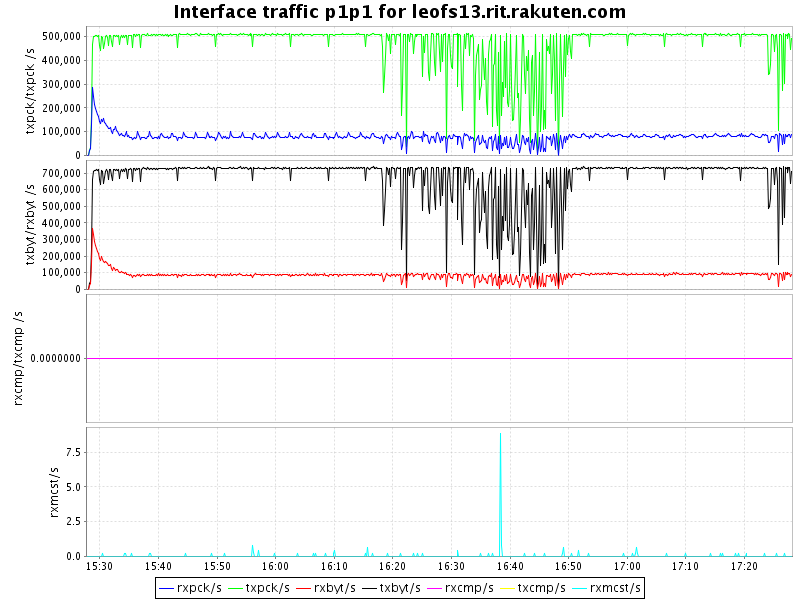 Interface traffic p1p1 for leofs13.rit.rakuten.com
txpck/txpck /s
500,000
400,000
300,000
200,000
100,000
0
txbyt/rxbyt /s
700,000
600,000
500,000
400,000
300,000
200,000
100,000
0
rxcmp/txcmp /s
0.0000000
rxmcst/s
7.5
5.0
2.5
0.0
15:30 15:40 15:50 16:00 16:10 16:20 16:30 16:40 16:50 17:00 17:10 17:20
rxpck/s txpck/s rxbyt/s txbyt/s rxcmp/s txcmp/s rxmcst/s